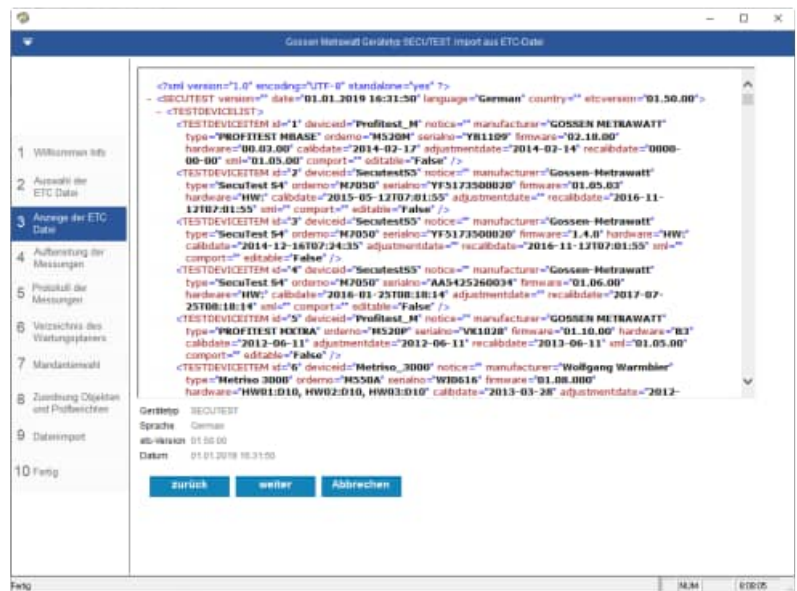 Gossen Metrawatt Gerätetyp SECUTEST Import aus ETC-Datei
1 Willkommen Info
2 Auswahl der
ETC Datei
3 Anzeige der ETC
Datei
4 Aufbereitung der
Messungen
5 Protokoll der
Messungen
6 Verzeichnis des
Wartungsplaners
7 Mandantenwahl
8 Zuordnung Objekten
und Prüfberichten
9 Datenimport
10 Fertig
<?xml version="1.0" encoding="UTF-8" standalone="yes" ?>
- <SECUTEST version="" date="01.01.2019 16:31:50" language="German" country="" etcversion="01.50.00">
- <TESTDEVICELIST>
<TESTDEVICEITEM id="1" deviceid="Profitest_M" notice="" manufacturer="GOSSEN METRAWATT"
type="PROFITEST MBASE" orderno="M520M" serialno="YB1109" firmware="02.18.00"
hardware="00.03.00" calibdate="2014-02-17" adjustmentdate="2014-02-14" recalibdate="0000-
00-00" xml="01.05.00" comport="" editable="False" />
<TESTDEVICEITEM id="2" deviceid="SecutestS5" notice="" manufacturer="Gossen-Metrawatt"
type="SecuTest S4" orderno="M7050" serialno="YF5173500020" firmware="01.05.03"
hardware="HW:" calibdate="2015-05-12T07:01:55" adjustmentdate="" recalibdate="2016-11-
12T07:01:55" xml="" comport="" editable="False" />
<TESTDEVICEITEM id="3" deviceid="SecutestS5" notice="" manufacturer="Gossen-Metrawatt"
type="SecuTest S4" orderno="M7050" serialno="YF5173500020" firmware="1.4.0" hardware="HW:"
calibdate="2014-12-16T07:24:35" adjustmentdate="" recalibdate="2016-11-12T07:01:55" xml=""
comport="" editable="False" />
<TESTDEVICEITEM id="4" deviceid="SecutestS5" notice="" manufacturer="Gossen-Metrawatt"
type="SecuTest S4" orderno="M7050" serialno="AA5425260034" firmware="01.06.00"
hardware="HW:" calibdate="2016-01-25T08:18:14" adjustmentdate="" recalibdate="2017-07-
25T08:18:14" xml="" comport="" editable="False" />
<TESTDEVICEITEM id="5" deviceid="Profitest_M" notice="" manufacturer="GOSSEN METRAWATT"
type="PROFITEST MXTRA" orderno="M520P" serialno="VK1028" firmware="01.10.00" hardware="B3"
calibdate="2012-06-11" adjustmentdate="2012-06-11" recalibdate="2013-06-11" xml="01.05.00"
comport="" editable="False" />
<TESTDEVICEITEM id="6" deviceid="Metriso_3000" notice="" manufacturer="Wolfgang Warmbier"
type="Metriso 3000" orderno="M550A" serialno="WI0616" firmware="01.08.000"
hardware="HW01:D10, HW02:D10, HW03:D10" calibdate="2013-03-28" adjustmentdate="2012-
Gerätetyp SECUTEST
Sprache German
etc-Version 01.50.00
Datum 01.01.2019 16:31:50
zurück weiter Abbrechen
Fertig NUM 0:00:05